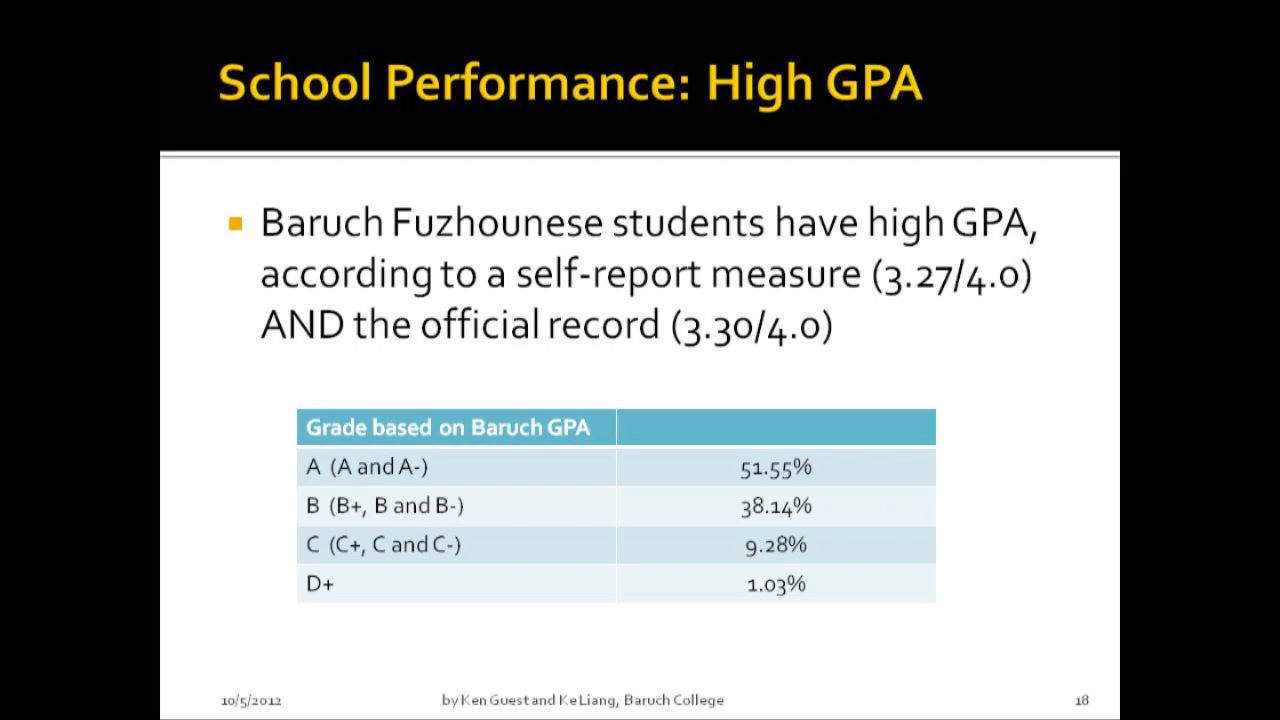 School Performance: High GPA
Baruch Fuzhounese students have high GPA,
according to a self-report measure (3.27/4.0)
AND the official record (3.30/4.0)
Grade based on Baruch GPA
A (A and A-) 51.55%
B (B+, B and B-) 38.14%
C (C+, C and C-) 9.28%
D+ 1.03%
10/5/2012 by Ken Guest and Ke Liang, Baruch College 18